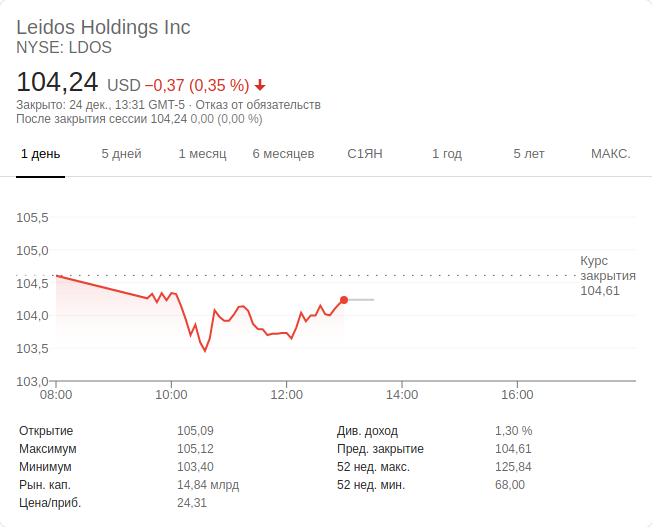 Leidos Holdings Inc
NYSE: LDOS
104,24 USD −0,37 (0,35 %)
Закрыто: 24 дек., 13:31 GMT-5 · Отказ от обязательств
После закрытия сессии 104,24 0,00 (0,00 %)
1 день 5 дней 1 месяц 6 месяцев С1ЯН 1 год 5 лет МАКС.
105,5
105,0
Курс
закрытия
104,61
104,5
104,0
103,5
103,0
08:00 10:00 12:00 14:00 16:00
Открытие 105,09 Див. доход 1,30 %
Максимум 105,12 Пред. закрытие 104,61
Минимум 103,40 52 нед. макс. 125,84
Рын. кап. 14,84 млрд 52 нед. мин. 68,00
Цена/приб. 24,31